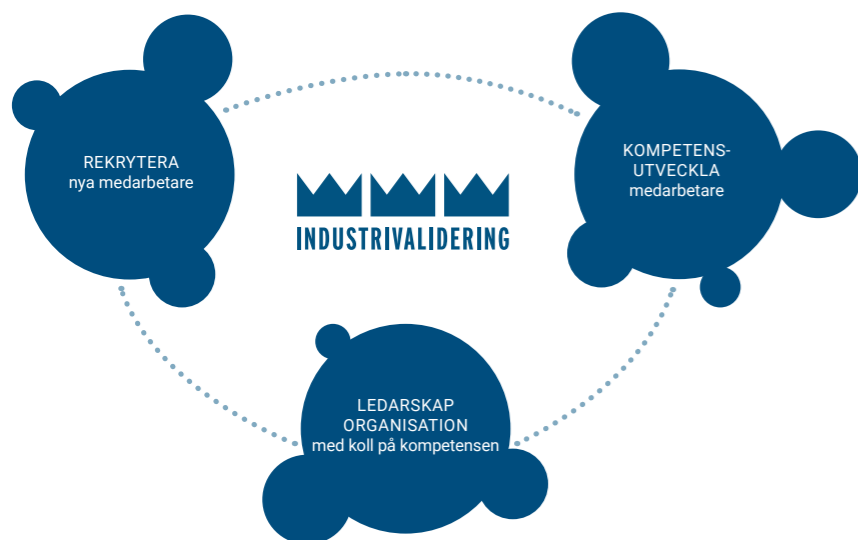 REKRYTERA
nya medarbetare
KOMPETENS-
UTVECKLA
medarbetare
INDUSTRIVALIDERING
LEDARSKAP
ORGANISATION
med koll på kompetensen